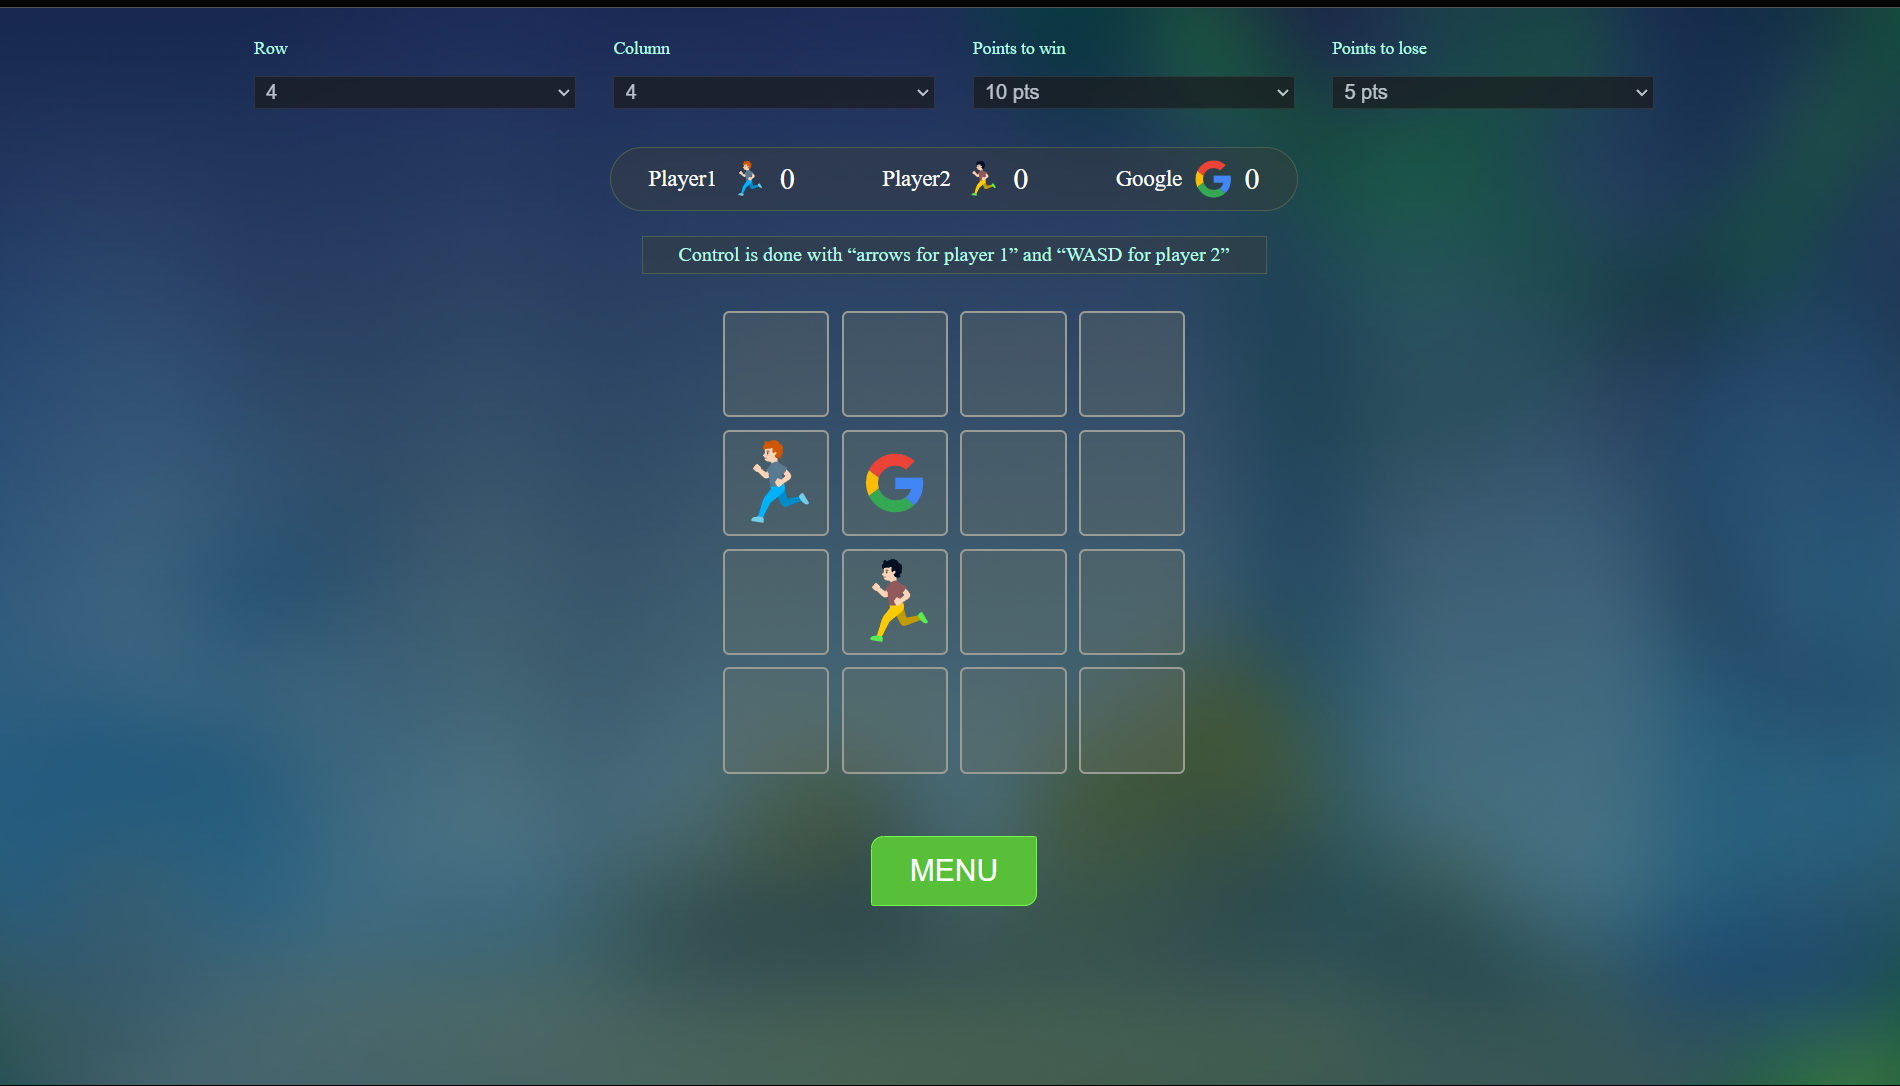 Row Column Points to win Points to lose
4 4 10 pts 5 pts
Player1 0 Player2 0 Google 0
Control is done with “arrows for player 1” and “WASD for player 2”
MENU